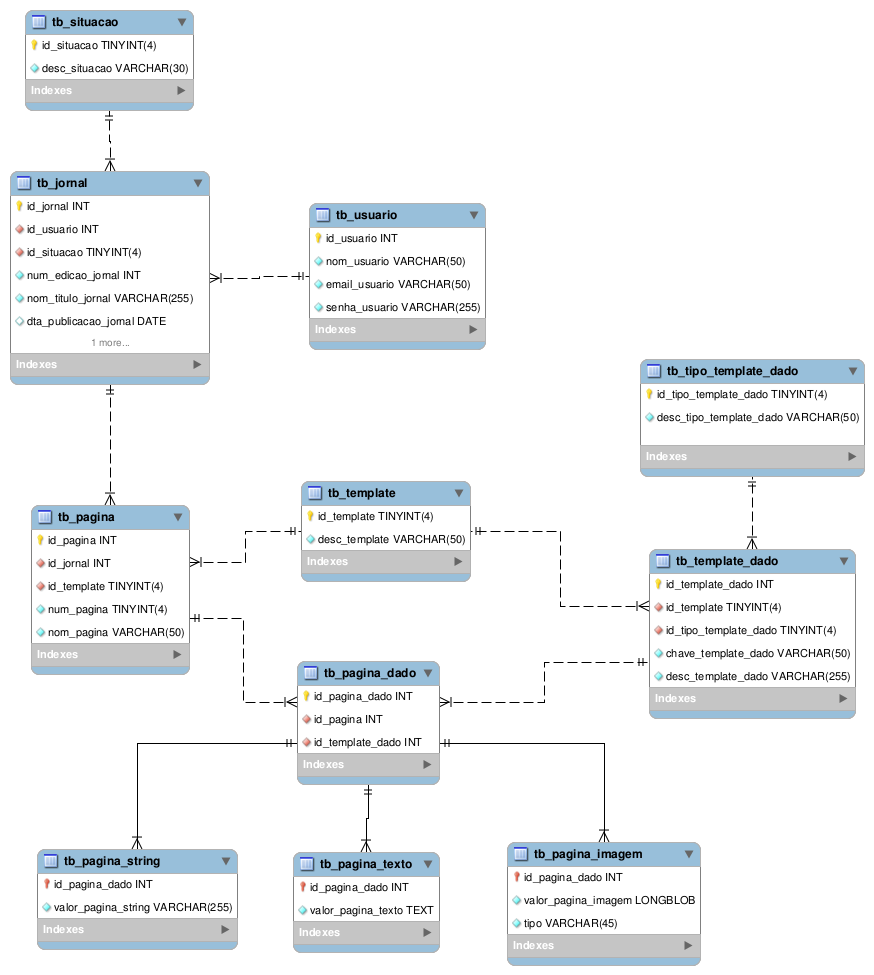 tb_situacao
id_situacao TINYINT(4)
desc_situacao VARCHAR(30)
Indexes
tb_jornal
id_jornal INT
id_usuario INT
id_situacao TINYINT(4)
num_edicao_jornal INT
nom_titulo_jornal VARCHAR(255)
dta_publicacao_jornal DATE
1 more...
Indexes
tb_usuario
id_usuario INT
nom_usuario VARCHAR(50)
email_usuario VARCHAR(50)
senha_usuario VARCHAR(255)
Indexes
tb_tipo_template_dado
id_tipo_template_dado TINYINT(4)
desc_tipo_template_dado VARCHAR(50)
Indexes
tb_template
id_template TINYINT(4)
desc_template VARCHAR(50)
Indexes
tb_pagina
id_pagina INT
id_jornal INT
id_template TINYINT(4)
num_pagina TINYINT(4)
nom_pagina VARCHAR(50)
Indexes
tb_template_dado
id_template_dado INT
id_template TINYINT(4)
id_tipo_template_dado TINYINT(4)
chave_template_dado VARCHAR(50)
desc_template_dado VARCHAR(255)
Indexes
tb_pagina_dado
id_pagina_dado INT
id_pagina INT
id_template_dado INT
Indexes
tb_pagina_string
id_pagina_dado INT
valor_pagina_string VARCHAR(255)
Indexes
tb_pagina_texto
id_pagina_dado INT
valor_pagina_texto TEXT
Indexes
tb_pagina_imagem
id_pagina_dado INT
valor_pagina_imagem LONGBLOB
tipo VARCHAR(45)
Indexes